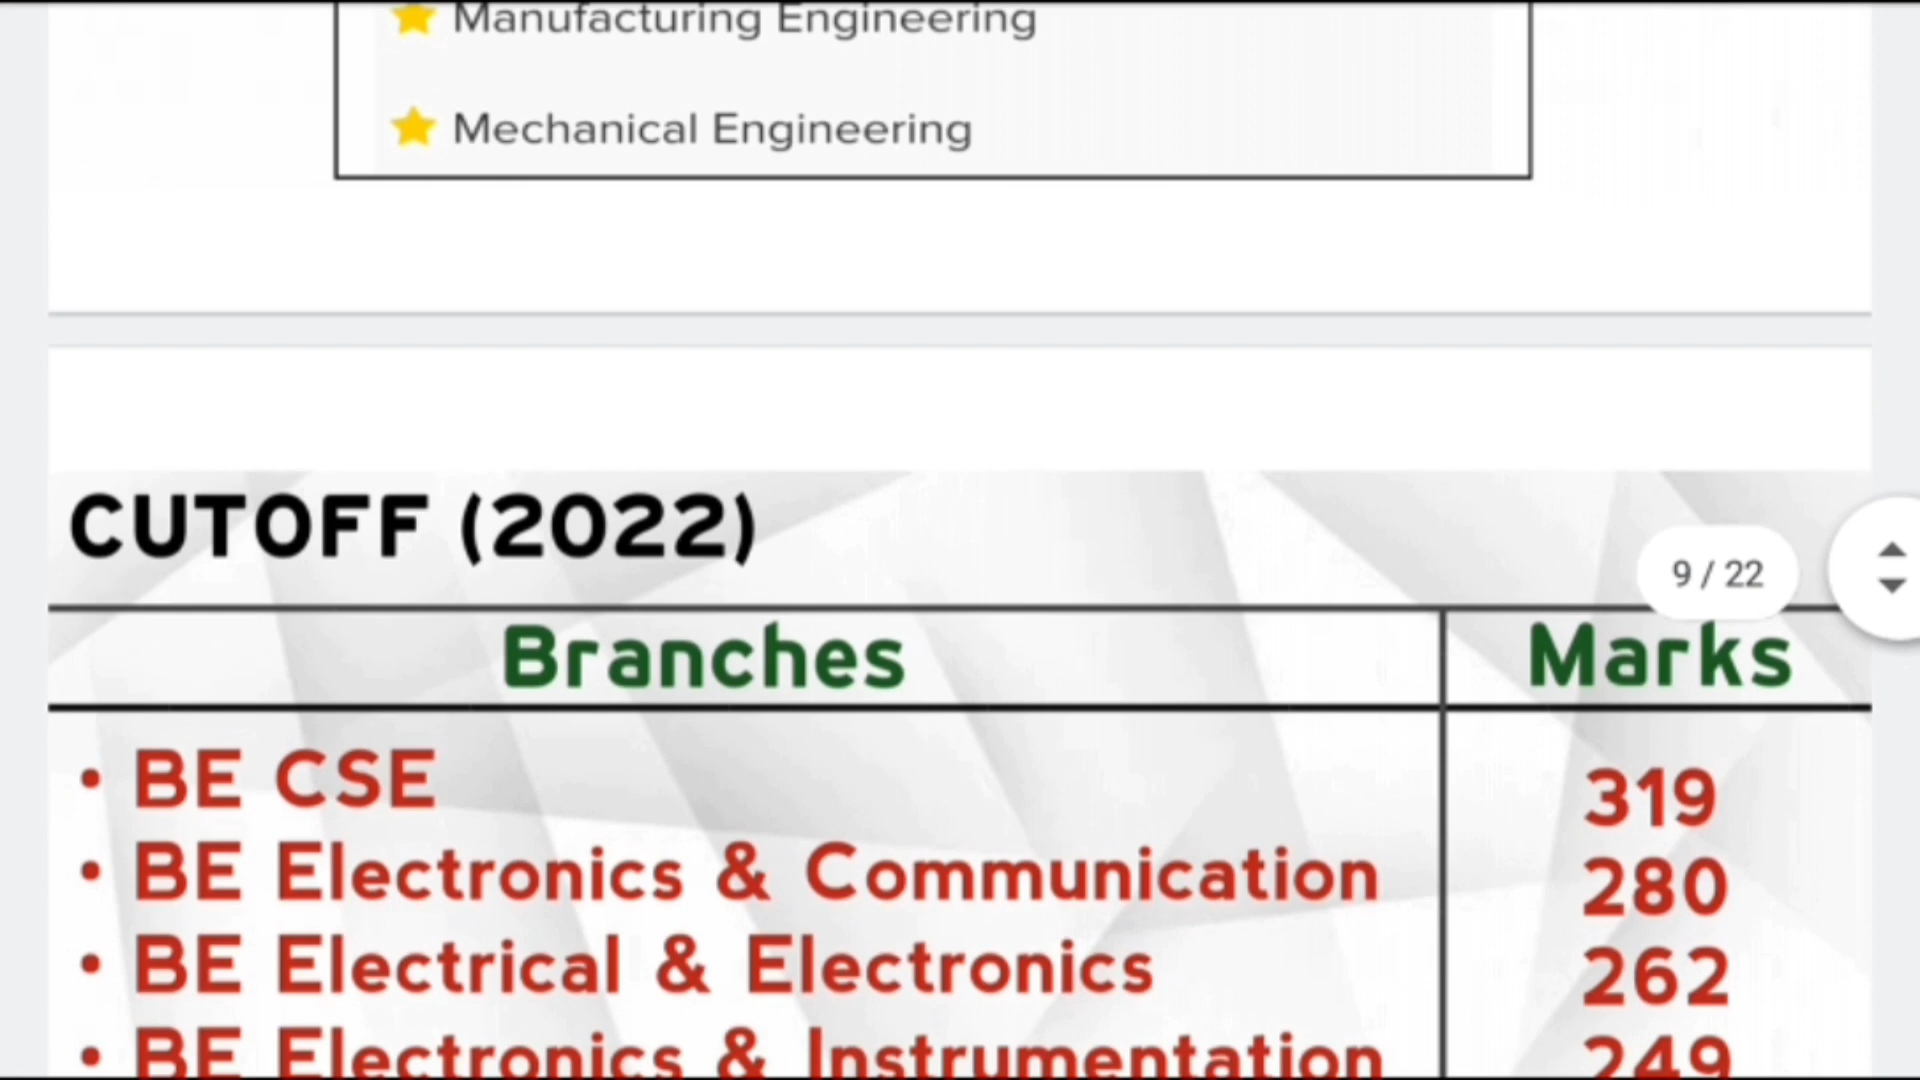 Manufacturing Engineering
Mechanical Engineering
CUTOFF (2022)
9 / 22
Branches Marks
• BE CSE 319
• BE Electronics & Communication 280
• BE Electrical & Electronics 262
• BE Electronics & Instrumentation 249